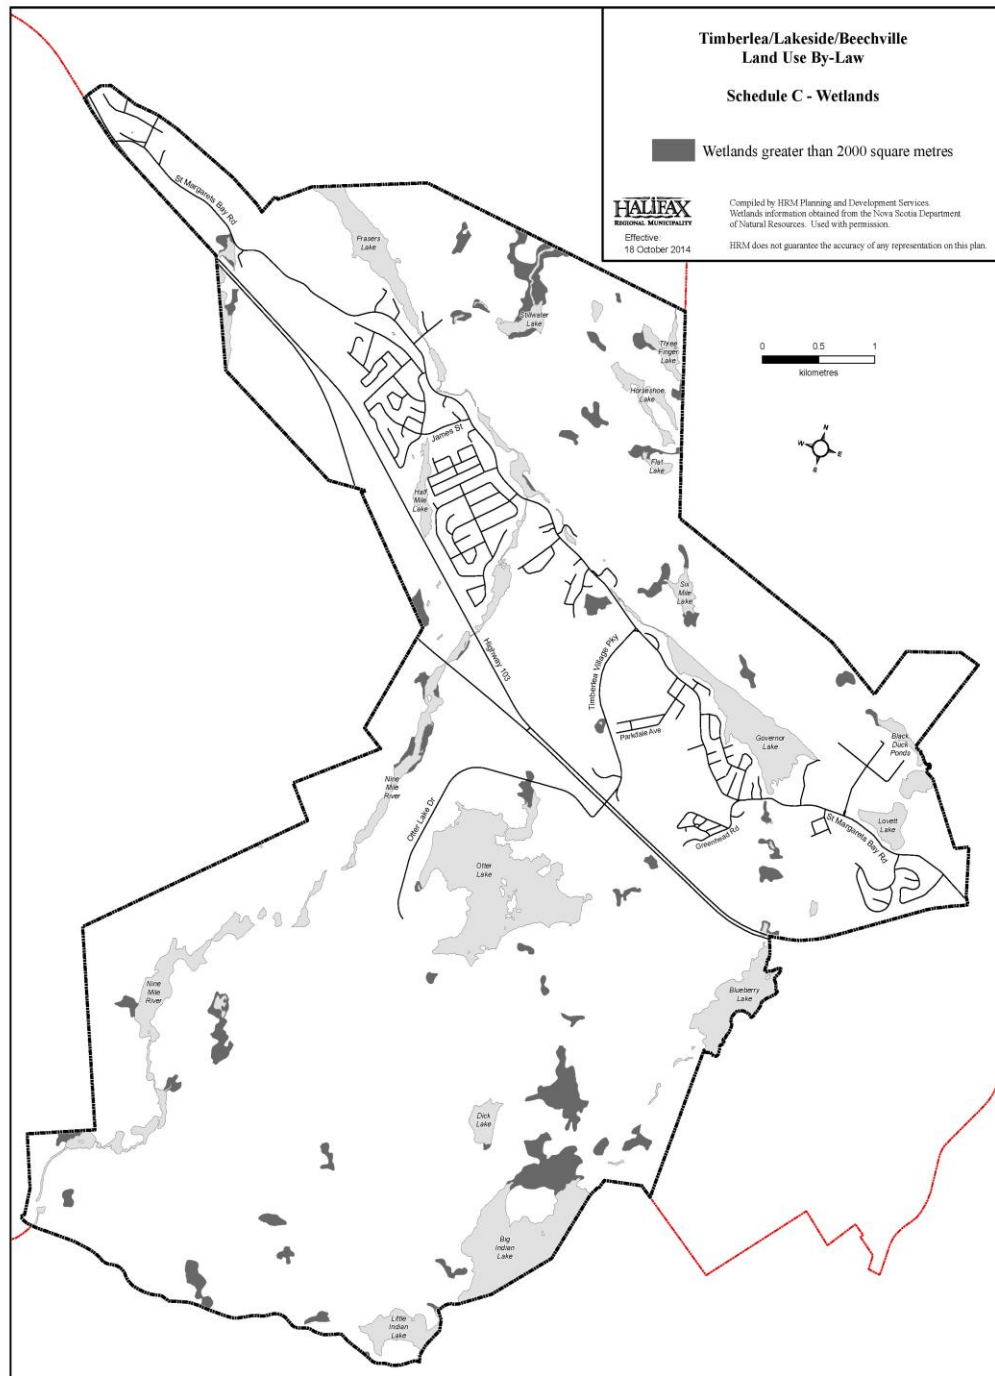 Timberlea/Lakeside/Beechville
Land Use By-Law
Schedule C - Wetlands
Wetlands greater than 2000 square metres
HALIFAX
REGIONAL MUNICIPALITY
Effective:
18 October 2014
Compiled by HRM Planning and Development Services.
Wetlands information obtained from the Nova Scotia Department
of Natural Resources. Used with permission.
HRM does not guarantee the accuracy of any representation on this plan.
0 0.5 1
kilometres
N
W
E
S
St Margarets Bay Rd
Frasers
Lake
Stillwater
Lake
Three
Finger
Lake
Horseshoe
Lake
Flat
Lake
James St
Half
Mile
Lake
Six
Mile
Lake
Highway 103
Timberlea Village Pky
Parkdale Ave
Governor
Lake
Black
Duck
Ponds
Nine
Mile
River
Otter Lake Dr
Greenhead Rd
St Margarets Bay Rd
Lovett
Lake
Otter
Lake
Nine
Mile
River
Blueberry
Lake
Dick
Lake
Big
Indian
Lake
Little
Indian
Lake